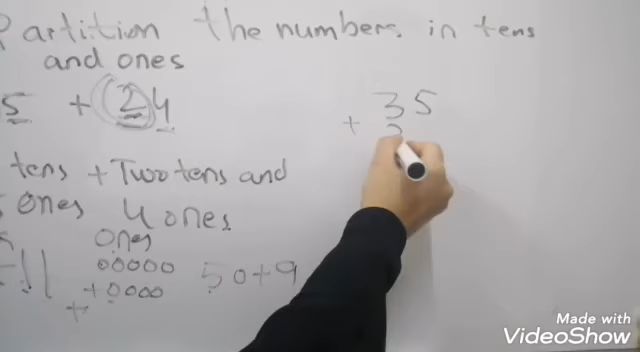 Partition the numbers in tens
and ones
5 + (24
tens + Two tens and
ones 4 ones
ones
00000 50+9
+0000
+
35
+ 2
Made with
VideoShow